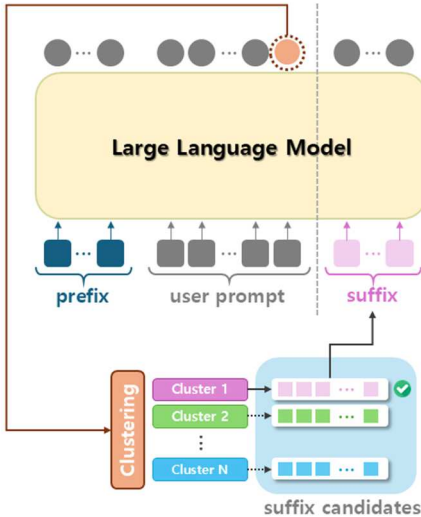 Large Language Model
prefix
user prompt
suffix
Clustering
Cluster 1
Cluster 2
Cluster N
suffix candidates